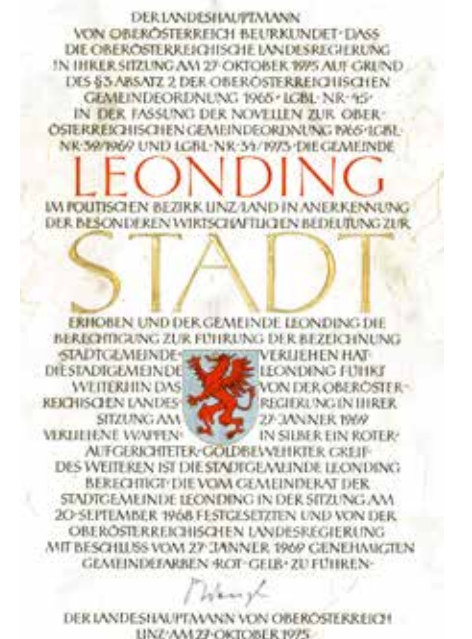 DER LANDESHAUPTMANN
VON OBERÖSTERREICH BEURKUNDET · DASS
DIE OBERÖSTERREICHISCHE LANDESREGIERUNG
IN IHRER SITZUNG AM 27 · OKTOBER 1975 AUF GRUND
DES § 3 ABSATZ 2 DER OBERÖSTERREICHISCHEN
GEMEINDEORDNUNG 1965 · LGBL · NR · 45 ·
IN DER FASSUNG DER NOVELLEN ZUR OBER-
ÖSTERREICHISCHEN GEMEINDEORDNUNG 1965 · LGBL ·
NR · 39/1969 UND LGBL · NR · 34/1973 · DIE GEMEINDE
LEONDING
IM POLITISCHEN BEZIRK LINZ/LAND IN ANERKENNUNG
DER BESONDEREN WIRTSCHAFTLICHEN BEDEUTUNG ZUR
STADT
ERHOBEN UND DER GEMEINDE LEONDING DIE
BERECHTIGUNG ZUR FÜHRUNG DER BEZEICHNUNG
·STADTGEMEINDE· VERLIEHEN HAT·
DIE STADTGEMEINDE LEONDING FÜHRT
WEITERHIN DAS VON DER OBERÖSTER-
REICHISCHEN LANDES- REGIERUNG IN IHRER
SITZUNG AM 27 · JÄNNER 1969
VERLIEHENE WAPPEN· IN SILBER EIN ROTER·
AUFGERICHTETER · GOLDBEWEHRTER GREIF·
DES WEITEREN IST DIE STADTGEMEINDE LEONDING
BERECHTIGT · DIE VOM GEMEINDERAT DER
STADTGEMEINDE LEONDING IN DER SITZUNG AM
20 · SEPTEMBER 1968 FESTGESETZTEN UND VON DER
OBERÖSTERREICHISCHEN LANDESREGIERUNG
MIT BESCHLUSS VOM 27 · JÄNNER 1969 GENEHMIGTEN
GEMEINDEFARBEN · ROT · GELB · ZU FÜHREN·
DER LANDESHAUPTMANN VON OBERÖSTERREICH
LINZ · AM 27 · OKTOBER 1975